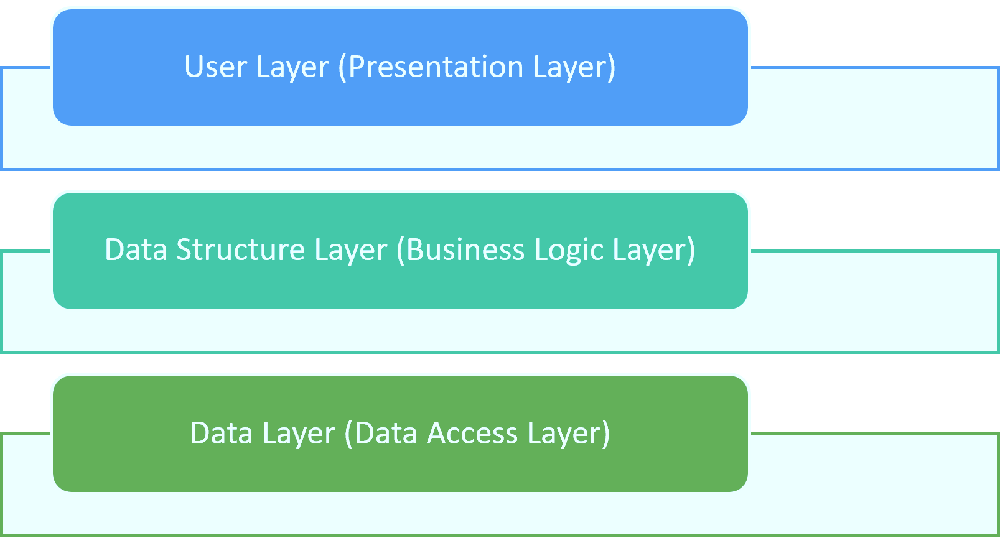 User Layer (Presentation Layer)
Data Structure Layer (Business Logic Layer)
Data Layer (Data Access Layer)